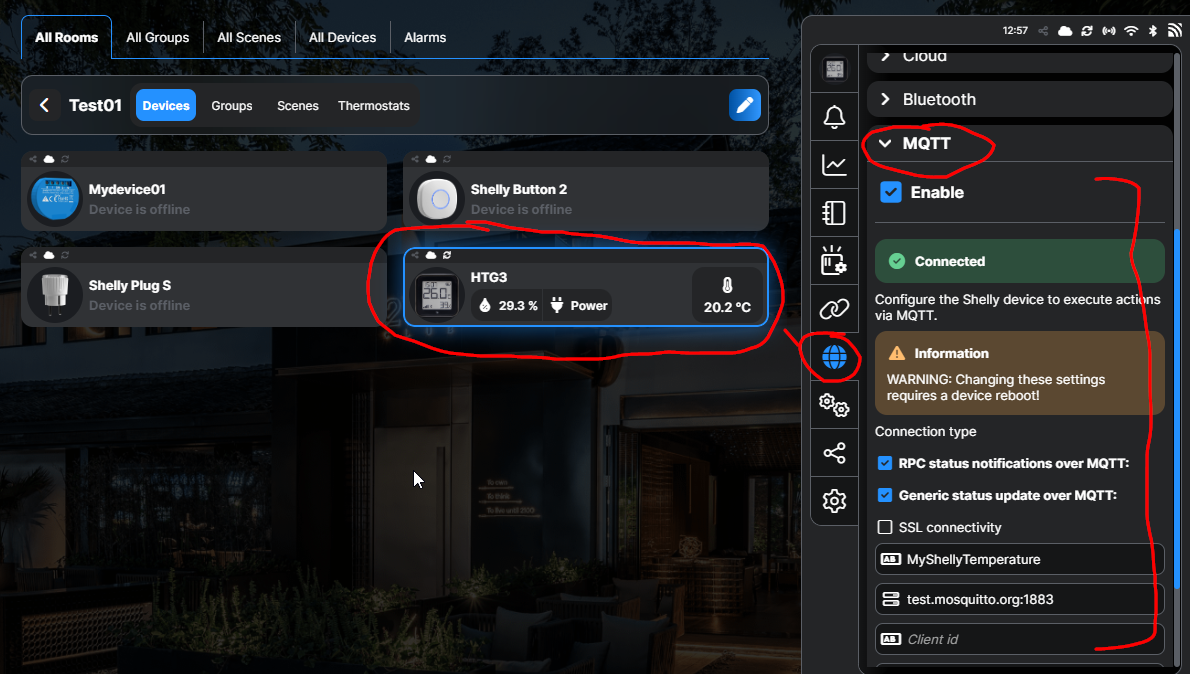 All Rooms
All Groups
All Scenes
All Devices
Alarms
Test01
Devices
Groups
Scenes
Thermostats
Mydevice01
Device is offline
Shelly Button 2
Device is offline
Shelly Plug S
Device is offline
HTG3
29.3 %
Power
20.2 °C
12:57
Cloud
Bluetooth
MQTT
Enable
Connected
Configure the Shelly device to execute actions
via MQTT.
Information
WARNING: Changing these settings
requires a device reboot!
Connection type
RPC status notifications over MQTT:
Generic status update over MQTT:
SSL connectivity
MyShellyTemperature
test.mosquitto.org:1883
Client id